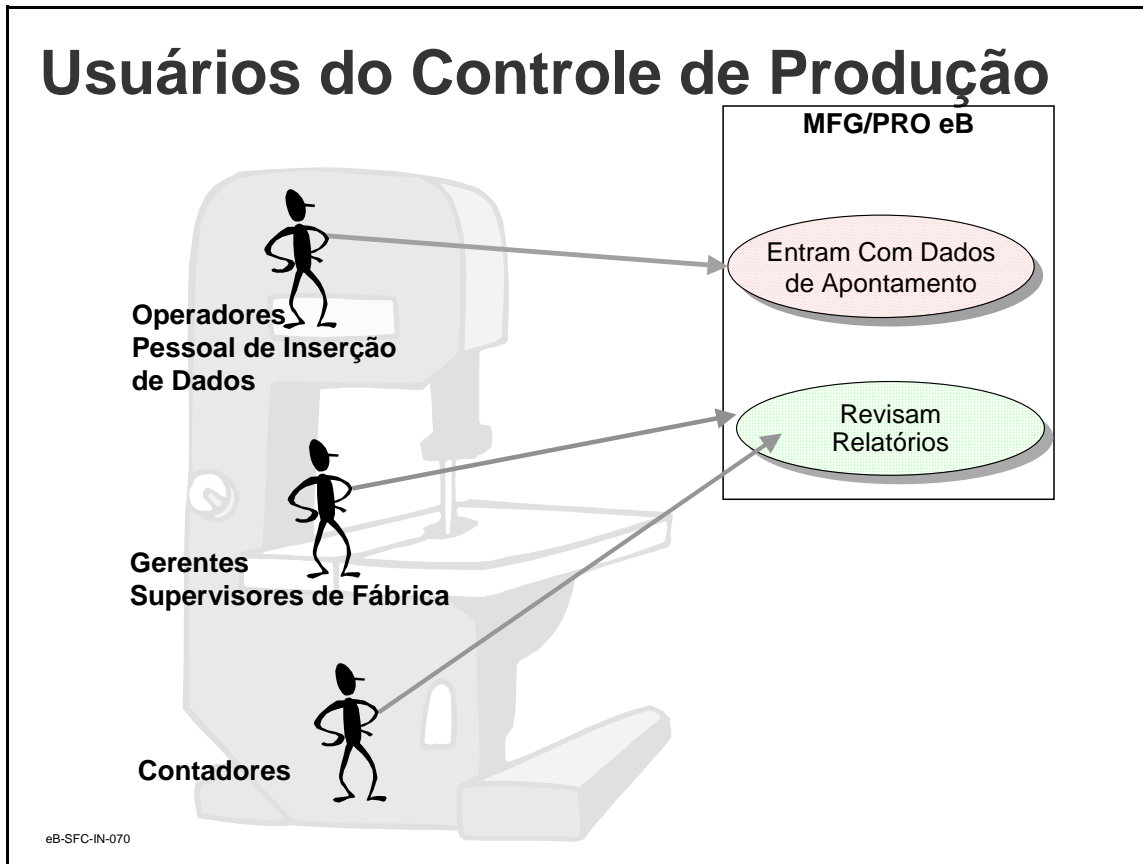 Usuários do Controle de Produção
MFG/PRO eB
Entram Com Dados
de Apontamento
Operadores
Pessoal de Inserção
de Dados
Revisam
Relatórios
Gerentes
Supervisores de Fábrica
Contadores
eB-SFC-IN-070